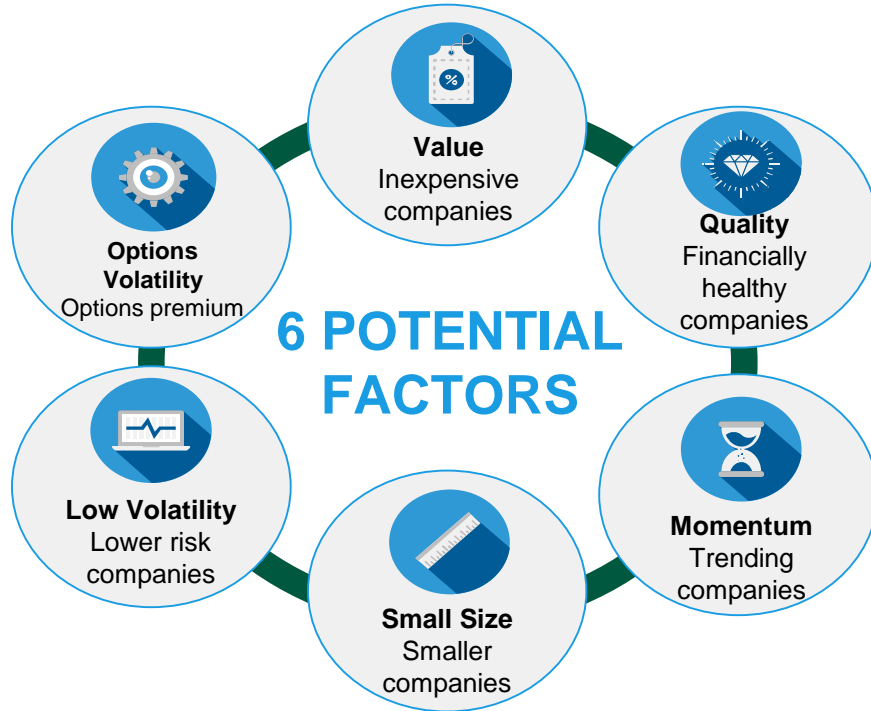 %
Value
Inexpensive
companies
Quality
Financially
healthy
companies
Momentum
Trending
companies
Small Size
Smaller
companies
Low Volatility
Lower risk
companies
Options
Volatility
Options premium
6 POTENTIAL
FACTORS